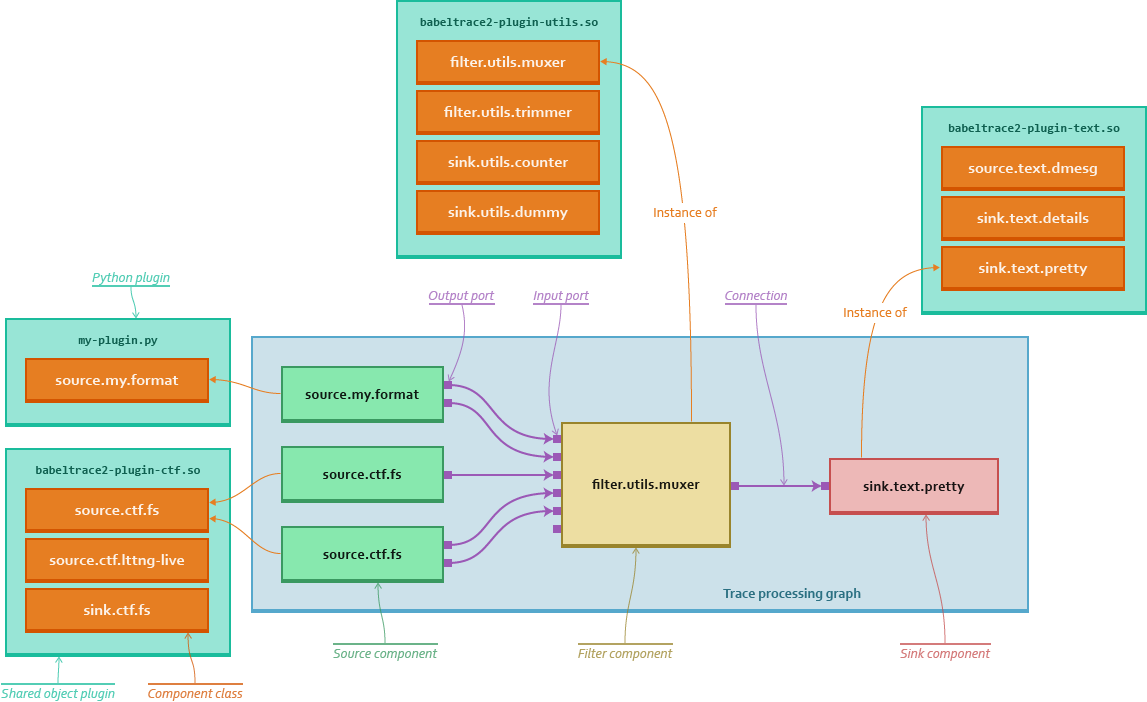 babeltrace2-plugin-utils.so
filter.utils.muxer
filter.utils.trimmer
sink.utils.counter
sink.utils.dummy
babeltrace2-plugin-text.so
source.text.dmesg
sink.text.details
sink.text.pretty
Instance of
Instance of
Python plugin
my-plugin.py
source.my.format
babeltrace2-plugin-ctf.so
source.ctf.fs
source.ctf.lttng-live
sink.ctf.fs
Shared object plugin
Component class
Output port
Input port
Connection
source.my.format
source.ctf.fs
source.ctf.fs
filter.utils.muxer
sink.text.pretty
Trace processing graph
Source component
Filter component
Sink component